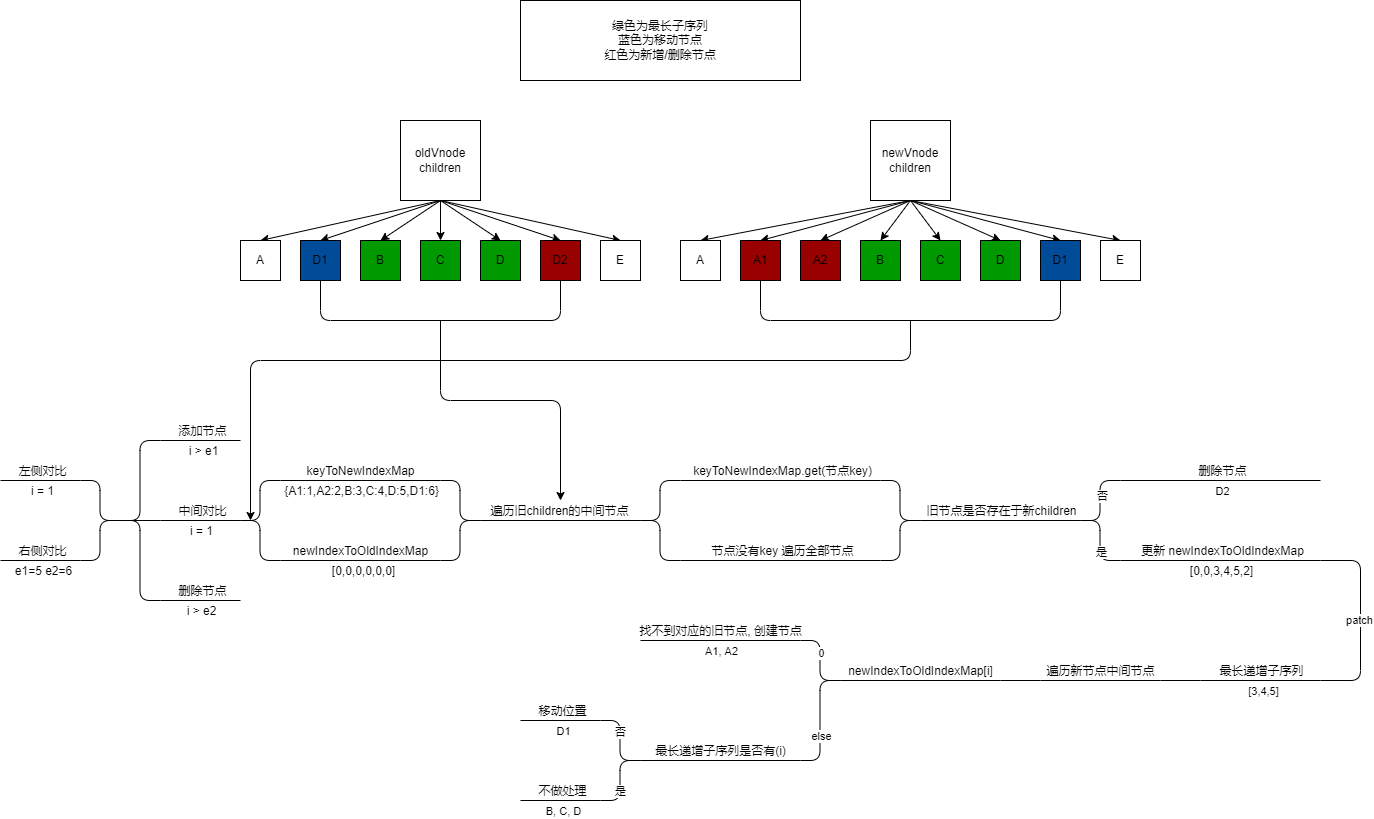 绿色为最长子序列
蓝色为移动节点
红色为新增/删除节点
oldVnode
children
newVnode
children
A
D1
B
C
D
D2
E
A
A1
A2
B
C
D
D1
E
左侧对比
i = 1
右侧对比
e1=5 e2=6
添加节点
i > e1
中间对比
i = 1
删除节点
i > e2
keyToNewIndexMap
{A1:1,A2:2,B:3,C:4,D:5,D1:6}
newIndexToOldIndexMap
[0,0,0,0,0,0]
遍历旧children的中间节点
keyToNewIndexMap.get(节点key)
节点没有key 遍历全部节点
旧节点是否存在于新children
否
删除节点
D2
是
更新 newIndexToOldIndexMap
[0,0,3,4,5,2]
patch
最长递增子序列
[3,4,5]
遍历新节点中间节点
newIndexToOldIndexMap[i]
0
找不到对应的旧节点, 创建节点
A1, A2
else
最长递增子序列是否有(i)
否
移动位置
D1
是
不做处理
B, C, D